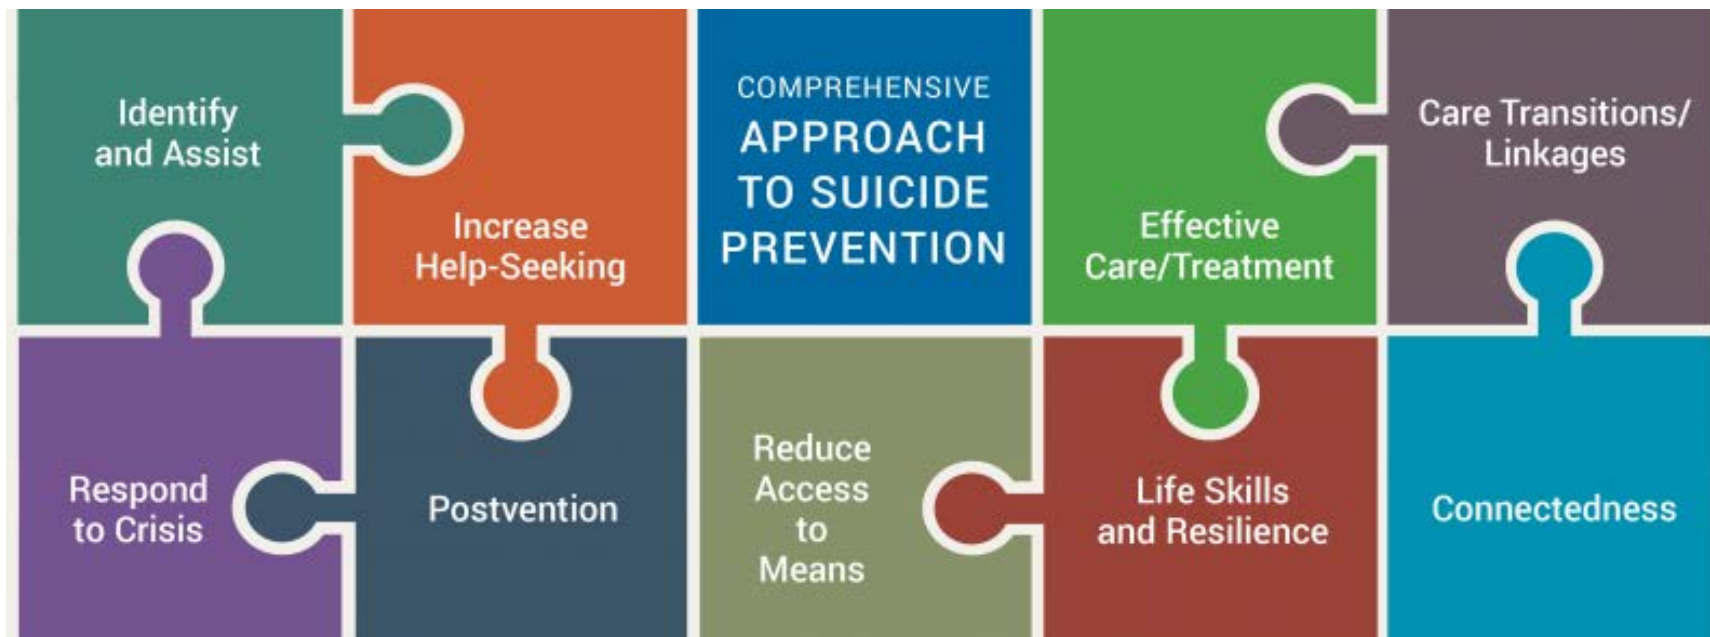 Identify
and Assist
Increase
Help-Seeking
COMPREHENSIVE
APPROACH
TO SUICIDE
PREVENTION
Effective
Care/Treatment
Care Transitions/
Linkages
Respond
to Crisis
Postvention
Reduce
Access
to
Means
Life Skills
and Resilience
Connectedness